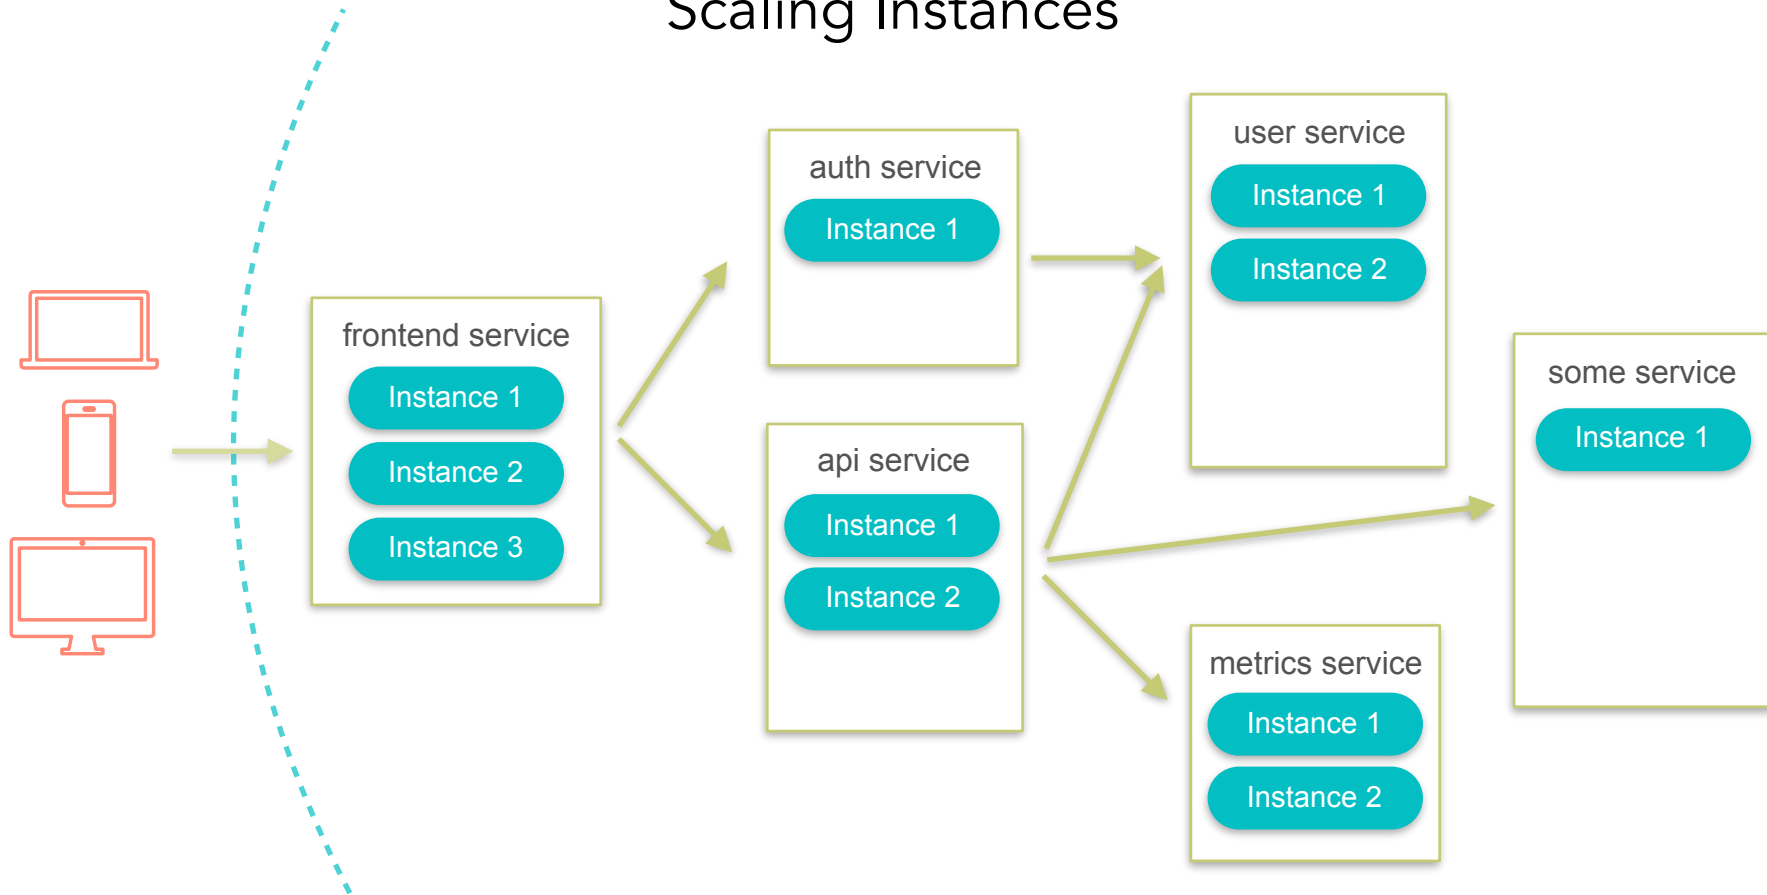 Scaling Instances
frontend service
Instance 1
Instance 2
Instance 3
auth service
Instance 1
api service
Instance 1
Instance 2
user service
Instance 1
Instance 2
metrics service
Instance 1
Instance 2
some service
Instance 1